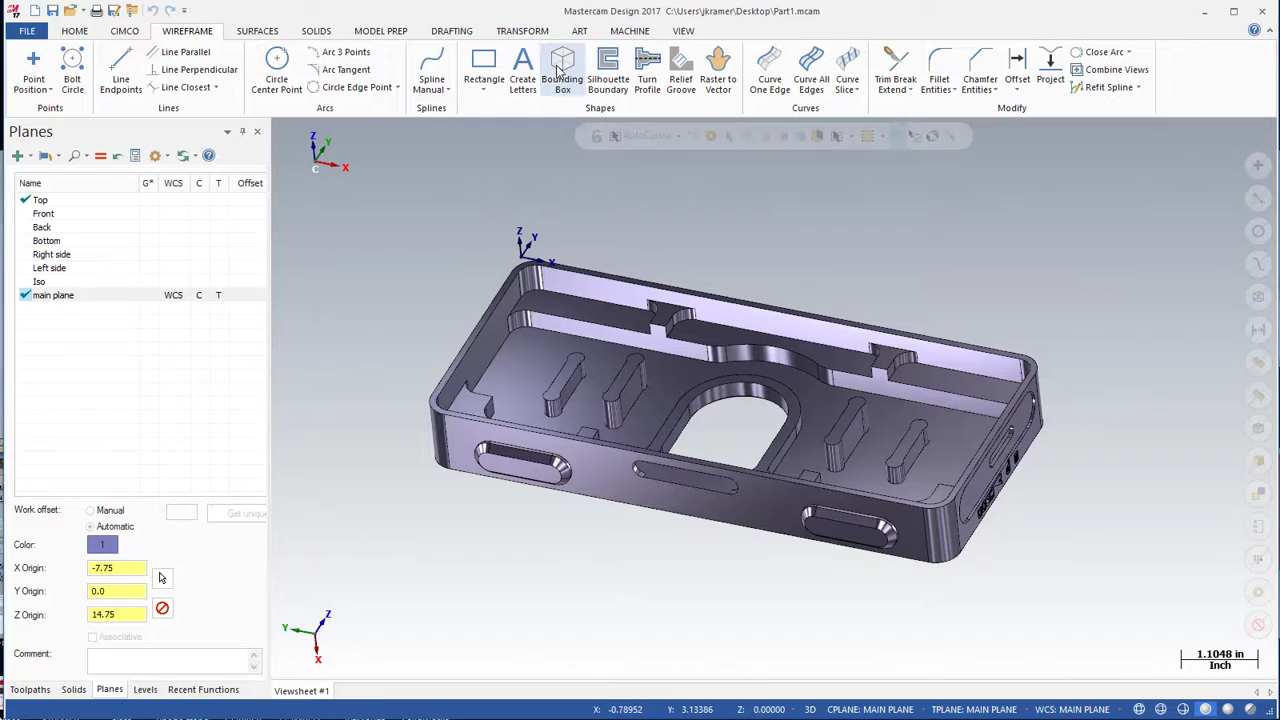 17
Mastercam Design 2017 C:\Users\jkramer\Desktop\Part1.mcam
FILE HOME CIMCO WIREFRAME SURFACES SOLIDS MODEL PREP DRAFTING TRANSFORM ART MACHINE VIEW
Point Position
Bolt Circle
Points
Line Endpoints
Line Parallel
Line Perpendicular
Line Closest
Lines
Circle Center Point
Arc 3 Points
Arc Tangent
Circle Edge Point
Arcs
Spline Manual
Splines
Rectangle
Create Letters
Bounding Box
Silhouette Boundary
Turn Profile
Relief Groove
Raster to Vector
Shapes
Curve One Edge
Curve All Edges
Curve Slice
Curves
Trim Break Extend
Fillet Entities
Chamfer Entities
Offset
Project
Close Arc
Combine Views
Refit Spline
Modify
Planes
AutoCursor
Name G* WCS C T Offset
Top
Front
Back
Bottom
Right side
Left side
Iso
main plane WCS C T
Work offset: Manual
Get uniqu
Automatic
Color: 1
X Origin: -7.75
Y Origin: 0.0
Z Origin: 14.75
Associative
Comment:
Z
Y
X
C
Z
Y
X
Z
Y
X
1.1048 in
Inch
Toolpaths Solids Planes Levels Recent Functions
Viewsheet #1
X: -0.78952 Y: 3.13386 Z: 0.00000 3D CPLANE: MAIN PLANE TPLANE: MAIN PLANE WCS: MAIN PLANE